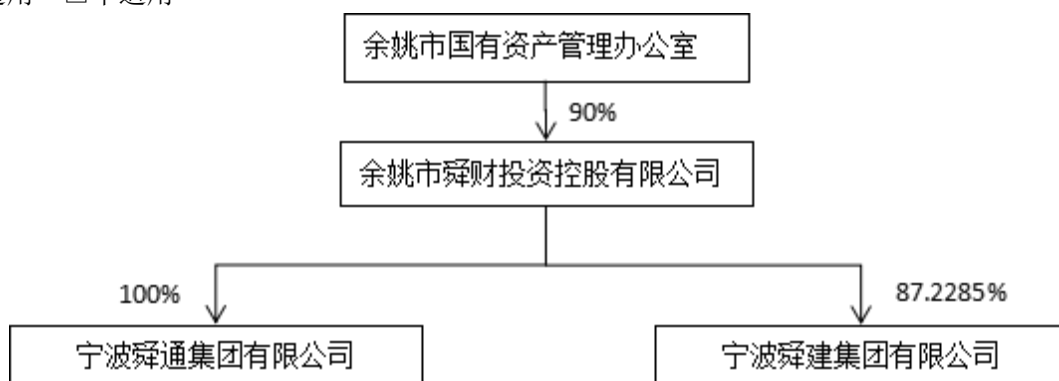 余姚市国有资产管理办公室
90%
余姚市舜财投资控股有限公司
100%
87.2285%
宁波舜通集团有限公司
宁波舜建集团有限公司